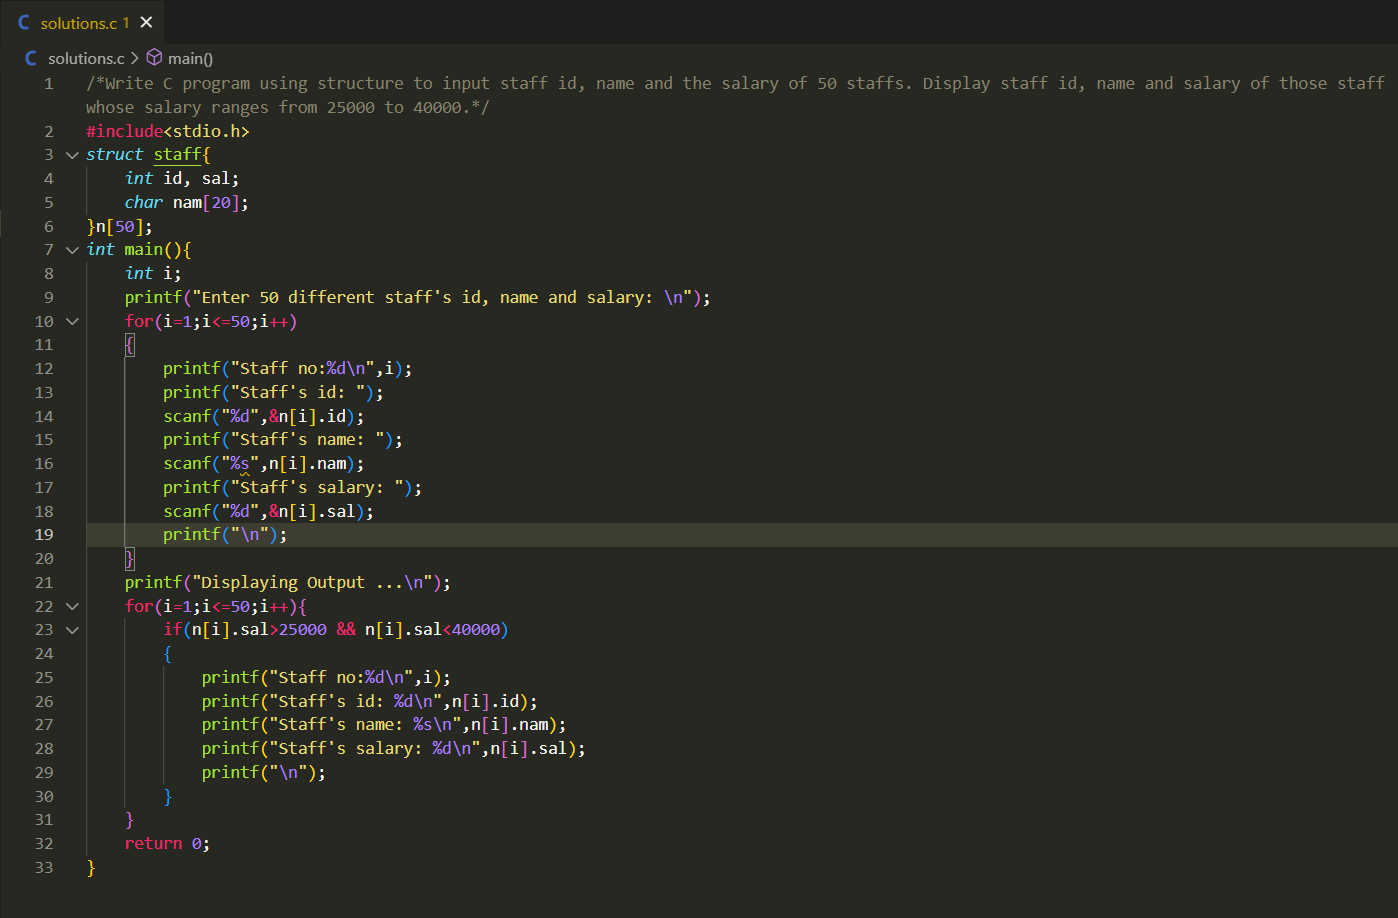 C solutions.c 1 ×
C solutions.c > main()
1 /*Write C program using structure to input staff id, name and the salary of 50 staffs. Display staff id, name and salary of those staff
whose salary ranges from 25000 to 40000.*/
2 #include<stdio.h>
3 struct staff{
4     int id, sal;
5     char nam[20];
6 }n[50];
7 int main(){
8     int i;
9     printf("Enter 50 different staff's id, name and salary: \n");
10     for(i=1;i<=50;i++)
11     {
12         printf("Staff no:%d\n",i);
13         printf("Staff's id: ");
14         scanf("%d",&n[i].id);
15         printf("Staff's name: ");
16         scanf("%s",n[i].nam);
17         printf("Staff's salary: ");
18         scanf("%d",&n[i].sal);
19         printf("\n");
20     }
21     printf("Displaying Output ...\n");
22     for(i=1;i<=50;i++){
23         if(n[i].sal>25000 && n[i].sal<40000)
24         {
25             printf("Staff no:%d\n",i);
26             printf("Staff's id: %d\n",n[i].id);
27             printf("Staff's name: %s\n",n[i].nam);
28             printf("Staff's salary: %d\n",n[i].sal);
29             printf("\n");
30         }
31     }
32     return 0;
33 }